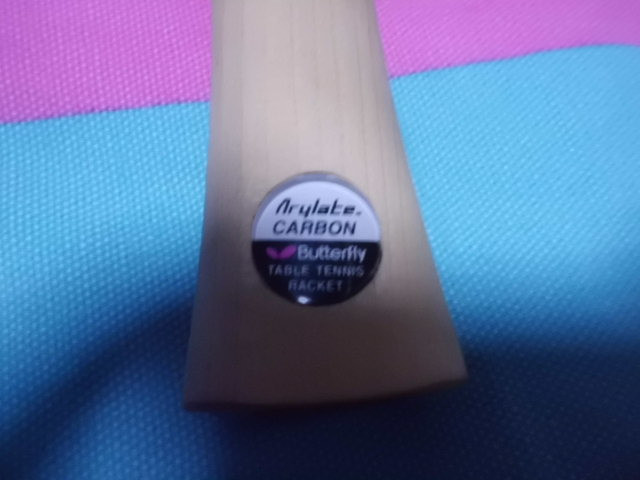 Arylate.
CARBON
Butterfly
TABLE TENNIS
RACKET